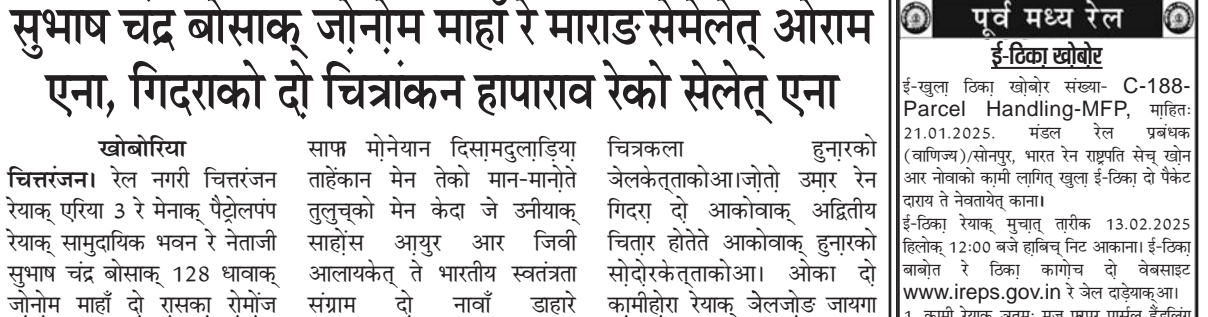 सुभाष चंद्र बोसाक् जो़नो़म माहाँ रे माराङ सेमेलेत् ओराम
एना, गिदराको दो़ चित्रांकन हापाराव रेको सेलेत् एना
खोबोरिया
चित्तरंजन। रेल नगरी चित्तरंजन
रेयाक् एरिया 3 रे मेनाक् पैट्रोलपंप
रेयाक् सामुदायिक भवन रे नेताजी
सुभाष चंद्र बोसाक् 128 धावाक्
जो़नो़म माहाँ दो़ रासका़ रो़मो़ंज
साफा मो़नेयान दिसा़मदुला़ड़िया
ताहेंकान मेन तेको मान-मानो़ते
तुलुच्को मेन केदा जे उनीयाक्
साहो़ंस आ़युर आर जिवी
आलायकेत् ते भारतीय स्वतंत्रता
संग्राम दो़ नावाँ डाहारे
चित्रकला हुना़रको
ञेलकेत्ताकोआ।जो़तो़ उमार रेन
गिदरा़ दो़ आकोवाक् अद्वितीय
चिता़र होतेते आकोवाक् हुना़रको
सो़दो़रकेत्ताकोआ। ओका दो़
का़मीहोरा रेयाक् ञेलजोङ जायगा
पूर्व मध्य रेल
ई-ठिका़ खो़बो़र
ई-खुला़ ठिका़ खो़बो़र संख्या- C-188-
Parcel Handling-MFP, मा़हित:
21.01.2025. मंडल रेल प्रबंधक
(वाणिज्य)/सोनपुर, भारत रेन राष्ट्रपति सेच् खो़न
आर नोवाको का़मी ला़गित् खुला़ ई-ठिका़ दो़ पैकेट
दाराय ते नेवतायेत् काना।
ई-ठिका़ रेयाक् मुचा़त् ता़रीक 13.02.2025
हिलो़क् 12:00 बजे हा़बिच् निट आकाना। ई-ठिका़
बाबो़त रे ठिका़ कागो़च दो़ वेबसाइट
www.ireps.gov.in रे ञेल दाड़ेयाक्आ।